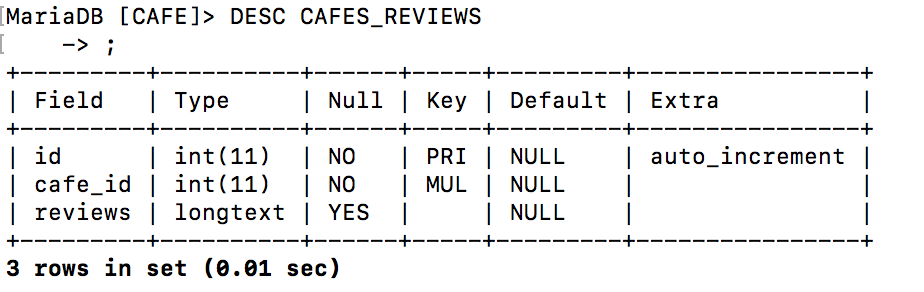 MariaDB [CAFE]> DESC CAFES_REVIEWS
    -> ;
+----------+----------+------+-----+---------+----------------+
| Field    | Type     | Null | Key | Default | Extra          |
+----------+----------+------+-----+---------+----------------+
| id       | int(11)  | NO   | PRI | NULL    | auto_increment |
| cafe_id  | int(11)  | NO   | MUL | NULL    |                |
| reviews  | longtext | YES  |     | NULL    |                |
+----------+----------+------+-----+---------+----------------+
3 rows in set (0.01 sec)